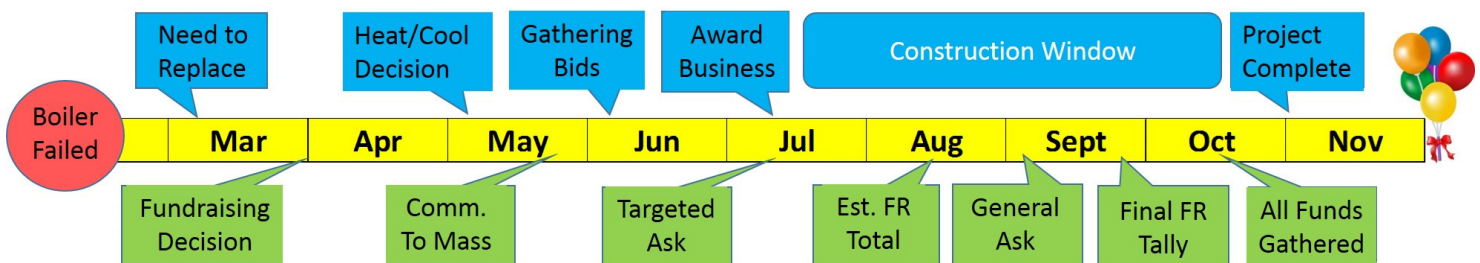 Need to
Replace
Heat/Cool
Decision
Gathering
Bids
Award
Business
Construction Window
Project
Complete
Boiler
Failed
Mar Apr May Jun Jul Aug Sept Oct Nov
Fundraising
Decision
Comm.
To Mass
Targeted
Ask
Est. FR
Total
General
Ask
Final FR
Tally
All Funds
Gathered